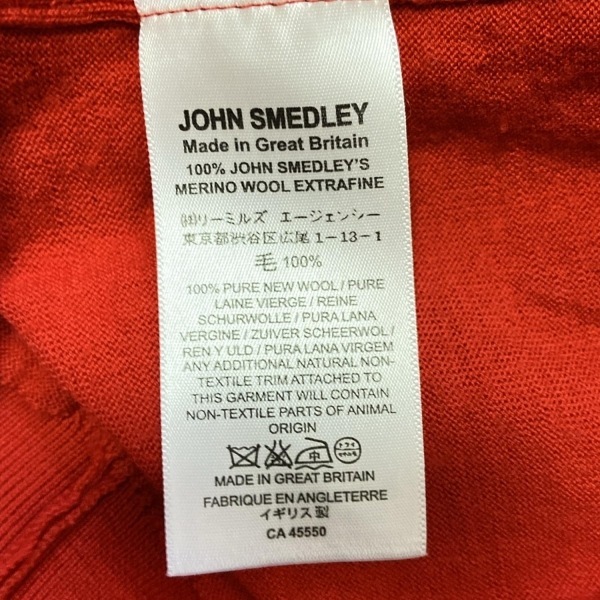 JOHN SMEDLEY
Made in Great Britain
100% JOHN SMEDLEY'S
MERINO WOOL EXTRAFINE
㈱リーミルズ エージェンシー
東京都渋谷区広尾 1-13-1
毛 100%
100% PURE NEW WOOL / PURE
LAINE VIERGE / REINE
SCHURWOLLE / PURA LANA
VERGINE / ZUIVER SCHEERWOL /
REN Y ULD / PURA LANA VIRGEM
ANY ADDITIONAL NATURAL NON-
TEXTILE TRIM ATTACHED TO
THIS GARMENT WILL CONTAIN
NON-TEXTILE PARTS OF ANIMAL
ORIGIN
MADE IN GREAT BRITAIN
FABRIQUE EN ANGLETERRE
イギリス製
CA 45550